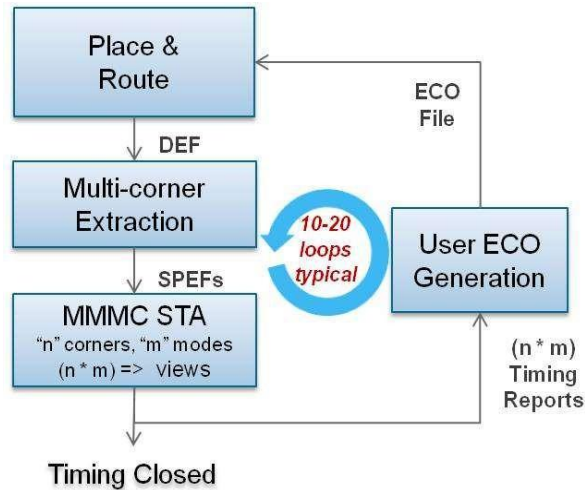 Place &
Route
DEF
Multi-corner
Extraction
SPEFs
MMMC STA
“n” corners, “m” modes
(n * m) => views
Timing Closed
10-20
loops
typical
ECO
File
User ECO
Generation
(n * m)
Timing
Reports